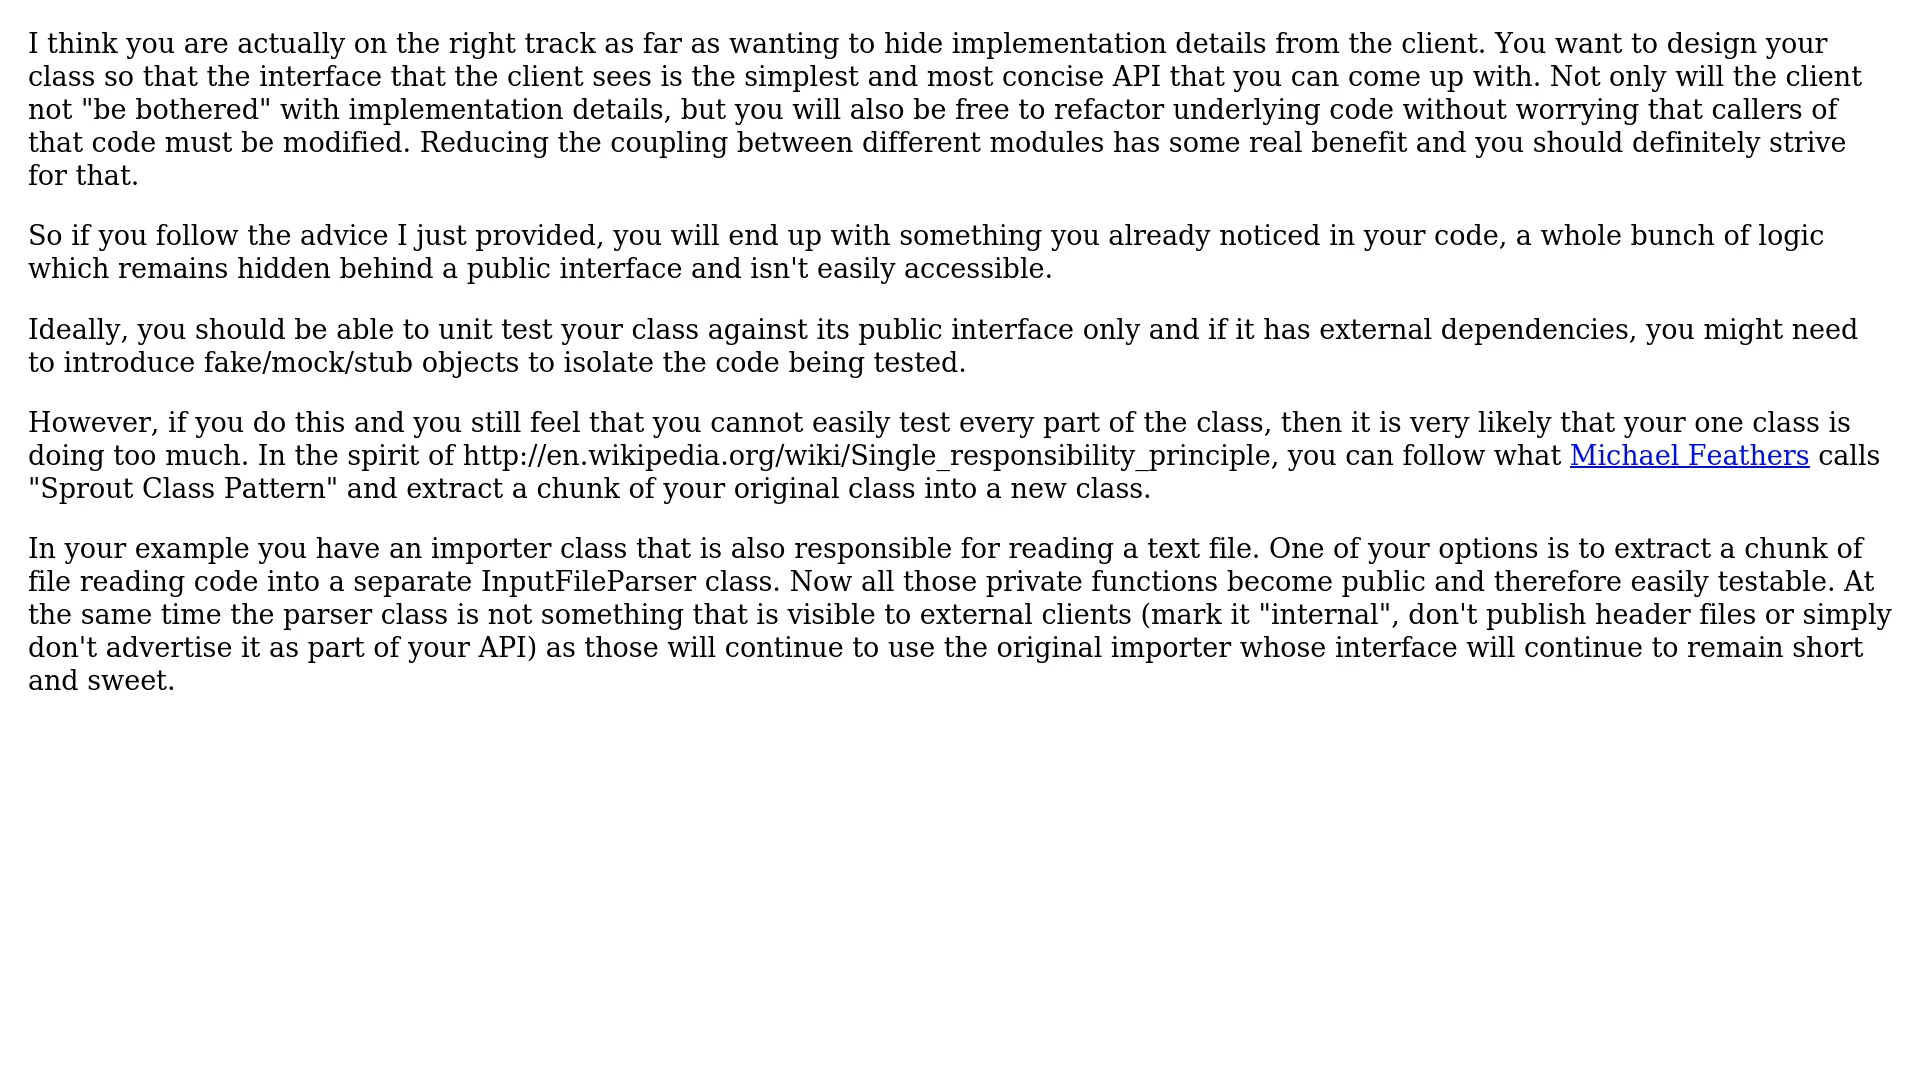 I think you are actually on the right track as far as wanting to hide implementation details from the client. You want to design your
class so that the interface that the client sees is the simplest and most concise API that you can come up with. Not only will the client
not "be bothered" with implementation details, but you will also be free to refactor underlying code without worrying that callers of
that code must be modified. Reducing the coupling between different modules has some real benefit and you should definitely strive
for that.
So if you follow the advice I just provided, you will end up with something you already noticed in your code, a whole bunch of logic
which remains hidden behind a public interface and isn't easily accessible.
Ideally, you should be able to unit test your class against its public interface only and if it has external dependencies, you might need
to introduce fake/mock/stub objects to isolate the code being tested.
However, if you do this and you still feel that you cannot easily test every part of the class, then it is very likely that your one class is
doing too much. In the spirit of http://en.wikipedia.org/wiki/Single_responsibility_principle, you can follow what Michael Feathers calls
"Sprout Class Pattern" and extract a chunk of your original class into a new class.
In your example you have an importer class that is also responsible for reading a text file. One of your options is to extract a chunk of
file reading code into a separate InputFileParser class. Now all those private functions become public and therefore easily testable. At
the same time the parser class is not something that is visible to external clients (mark it "internal", don't publish header files or simply
don't advertise it as part of your API) as those will continue to use the original importer whose interface will continue to remain short
and sweet.